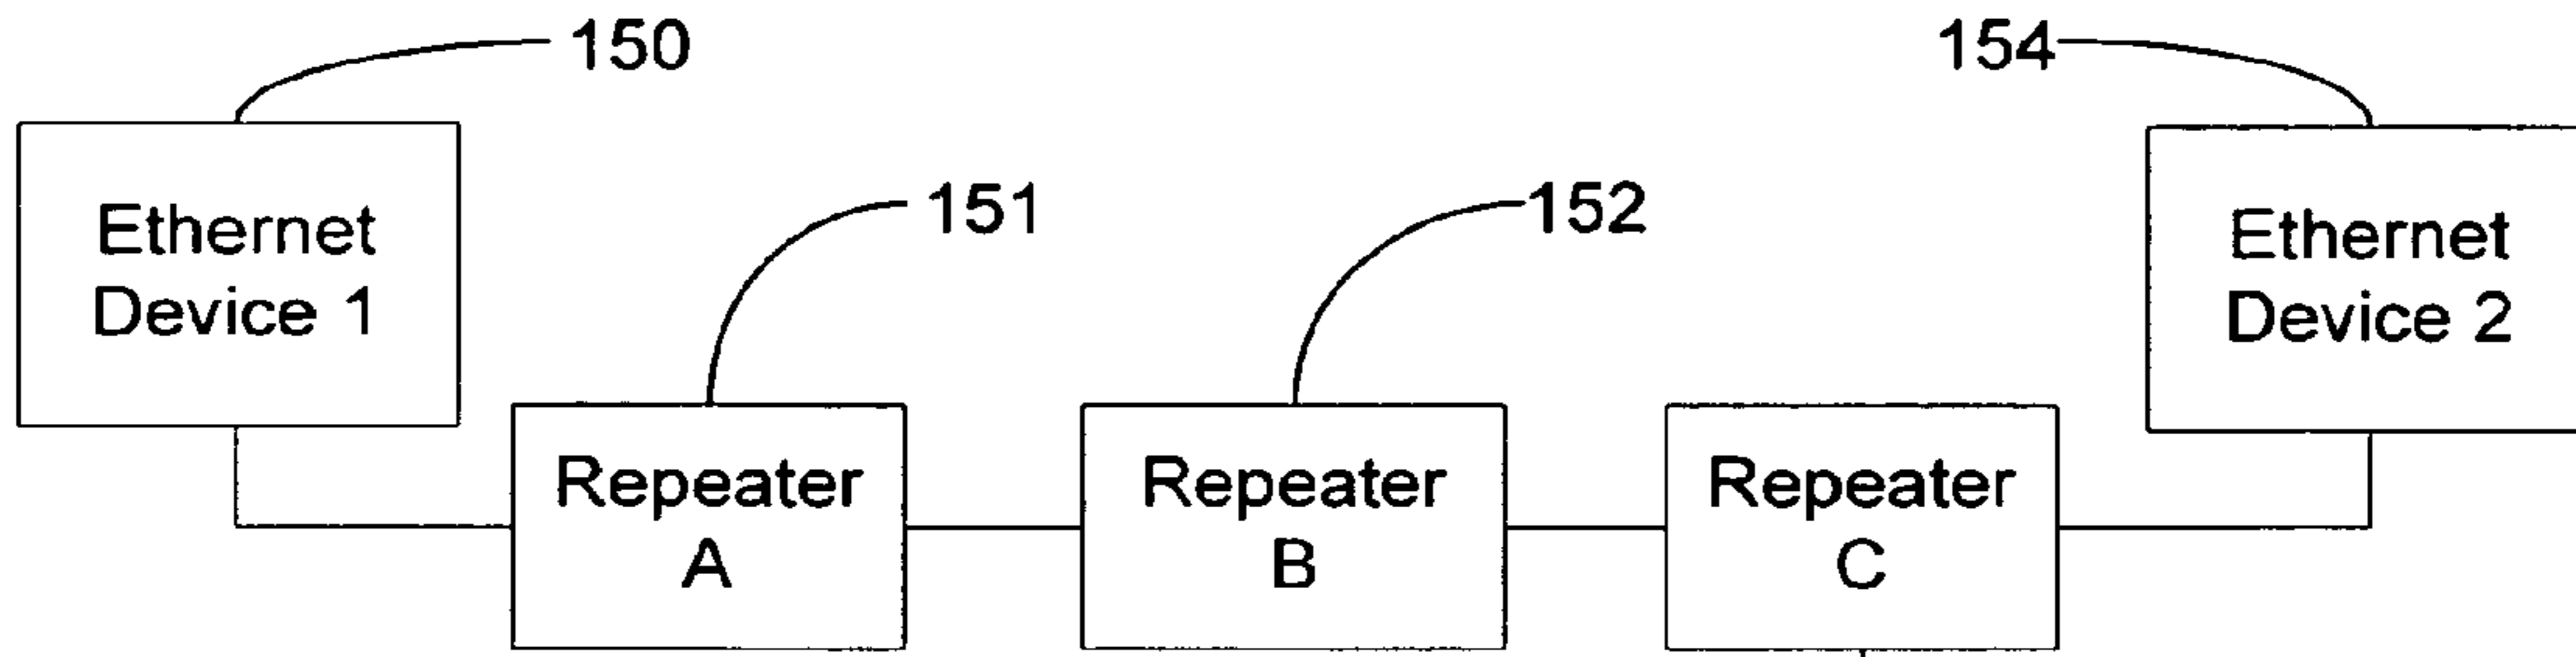 150
154
151
152
Ethernet
Device 1
Ethernet
Device 2
Repeater
A
Repeater
B
Repeater
C